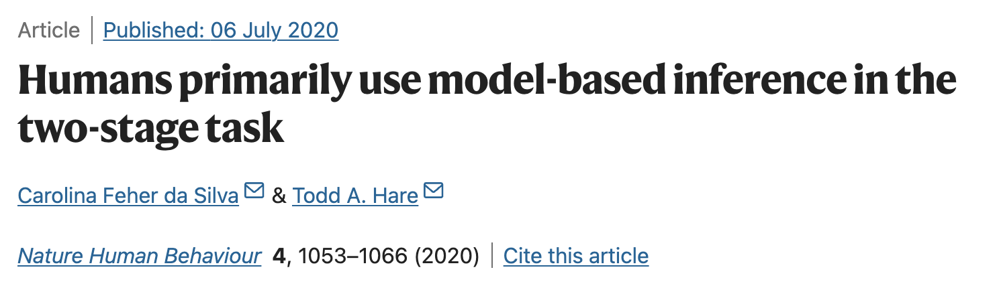 Article | Published: 06 July 2020
Humans primarily use model-based inference in the
two-stage task
Carolina Feher da Silva & Todd A. Hare
Nature Human Behaviour 4, 1053–1066 (2020) | Cite this article